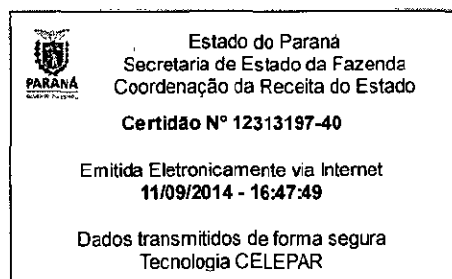 Estado do Paraná
Secretaria de Estado da Fazenda
Coordenação da Receita do Estado
PARANÁ
Certidão Nº 12313197-40
Emitida Eletronicamente via Internet
11/09/2014 - 16:47:49
Dados transmitidos de forma segura
Tecnologia CELEPAR